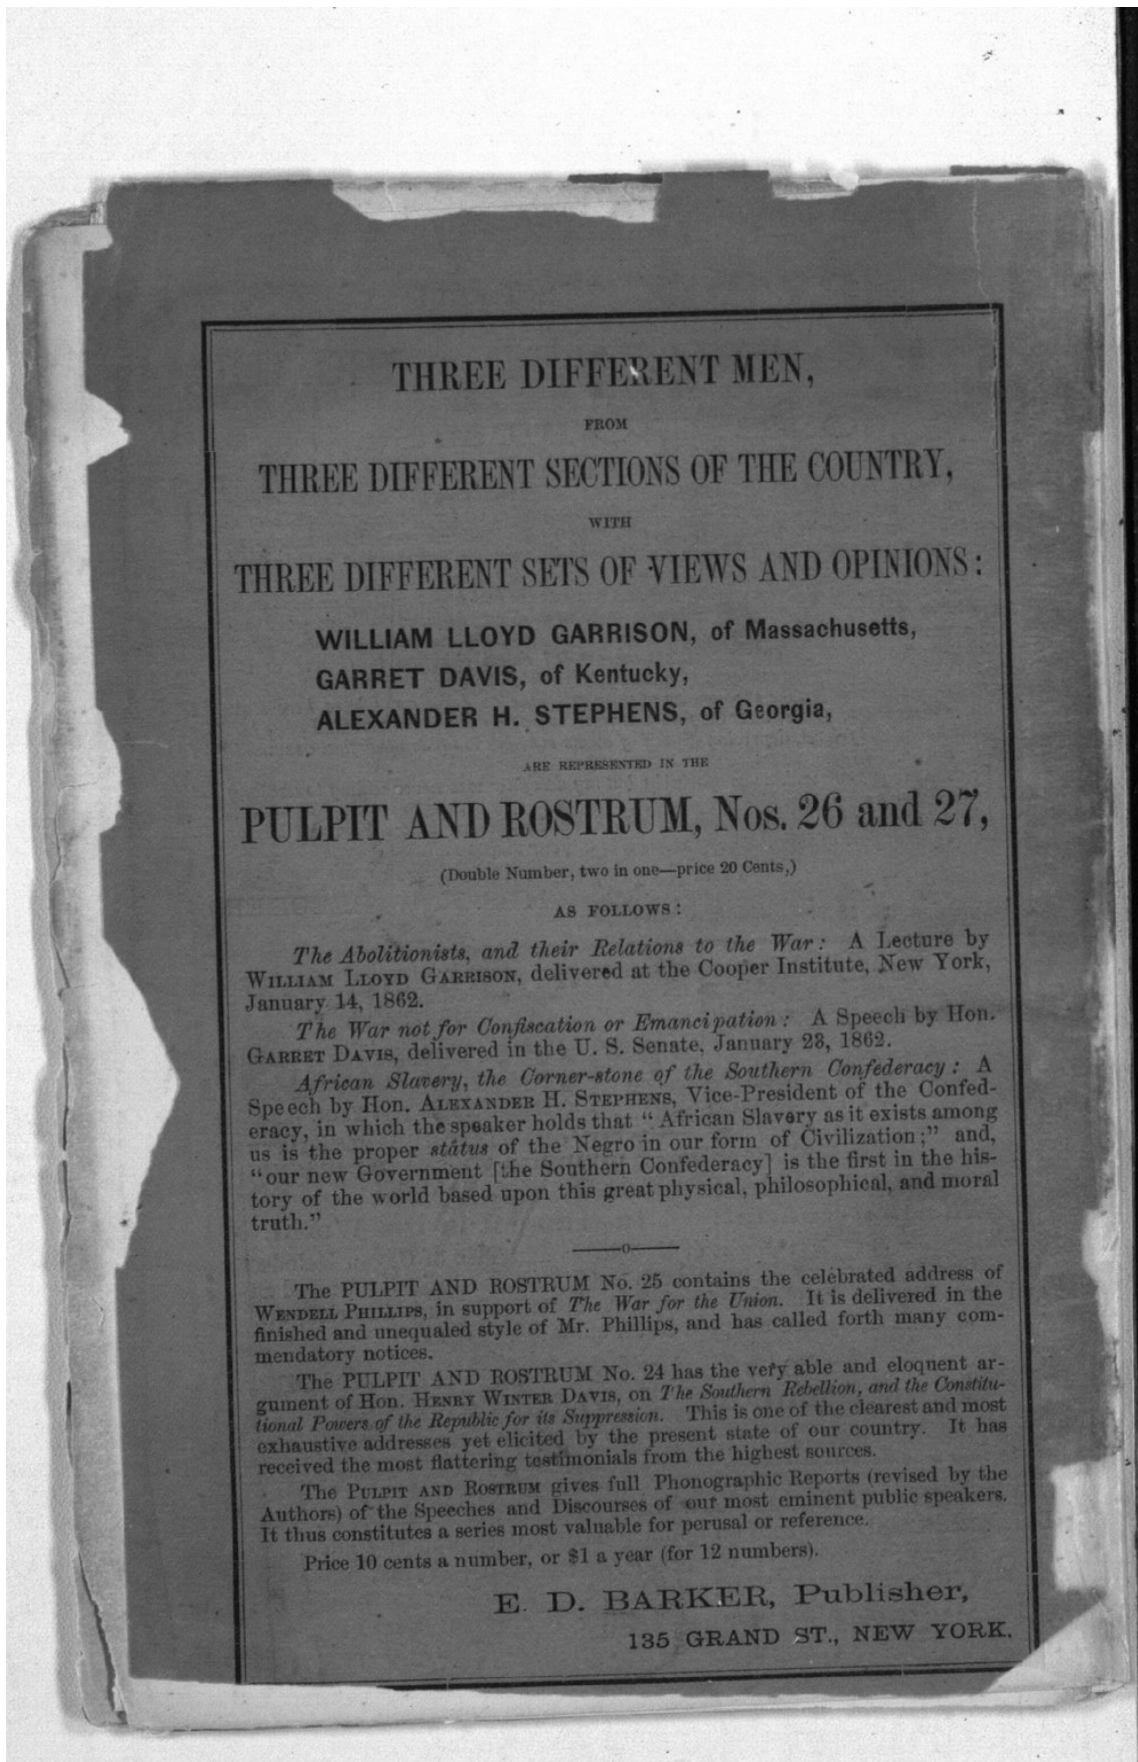 THREE DIFFERENT MEN,
FROM
THREE DIFFERENT SECTIONS OF THE COUNTRY,
WITH
THREE DIFFERENT SETS OF VIEWS AND OPINIONS:
WILLIAM LLOYD GARRISON, of Massachusetts,
GARRET DAVIS, of Kentucky,
ALEXANDER H. STEPHENS, of Georgia,
ARE REPRESENTED IN THE
PULPIT AND ROSTRUM, Nos. 26 and 27,
(Double Number, two in one—price 20 Cents,)
AS FOLLOWS:
The Abolitionists, and their Relations to the War: A Lecture by
WILLIAM LLOYD GARRISON, delivered at the Cooper Institute, New York,
January 14, 1862.
The War not for Confiscation or Emancipation: A Speech by Hon.
GARRET DAVIS, delivered in the U. S. Senate, January 23, 1862.
African Slavery, the Corner-stone of the Southern Confederacy: A
Speech by Hon. ALEXANDER H. STEPHENS, Vice-President of the Confed-
eracy, in which the speaker holds that "African Slavery as it exists among
us is the proper státus of the Negro in our form of Civilization;" and,
"our new Government [the Southern Confederacy] is the first in the his-
tory of the world based upon this great physical, philosophical, and moral
truth."
The PULPIT AND ROSTRUM No. 25 contains the celebrated address of
WENDELL PHILLIPS, in support of The War for the Union. It is delivered in the
finished and unequaled style of Mr. Phillips, and has called forth many com-
mendatory notices.
The PULPIT AND ROSTRUM No. 24 has the very able and eloquent ar-
gument of Hon. HENRY WINTER DAVIS, on The Southern Rebellion, and the Constitu-
tional Powers of the Republic for its Suppression. This is one of the clearest and most
exhaustive addresses yet elicited by the present state of our country. It has
received the most flattering testimonials from the highest sources.
The PULPIT AND ROSTRUM gives full Phonographic Reports (revised by the
Authors) of the Speeches and Discourses of our most eminent public speakers.
It thus constitutes a series most valuable for perusal or reference.
Price 10 cents a number, or $1 a year (for 12 numbers).
E. D. BARKER, Publisher,
135 GRAND ST., NEW YORK.